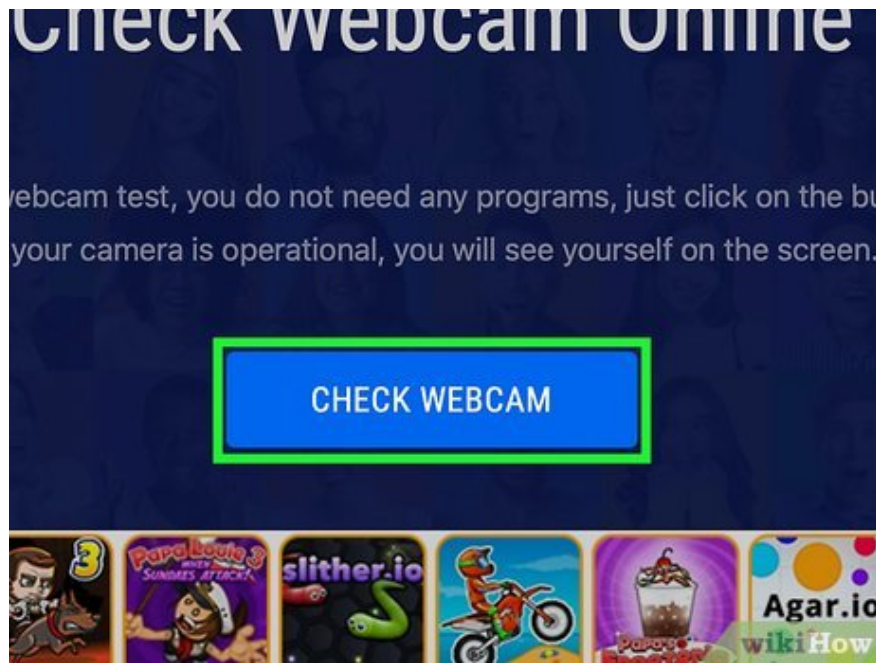 Check Webcam Online
webcam test, you do not need any programs, just click on the bu
your camera is operational, you will see yourself on the screen.
CHECK WEBCAM
3
Papa Louie 3
WHEN
SUNDAES ATTACK!
slither.io
Papa's
Agar.io
wikiHow